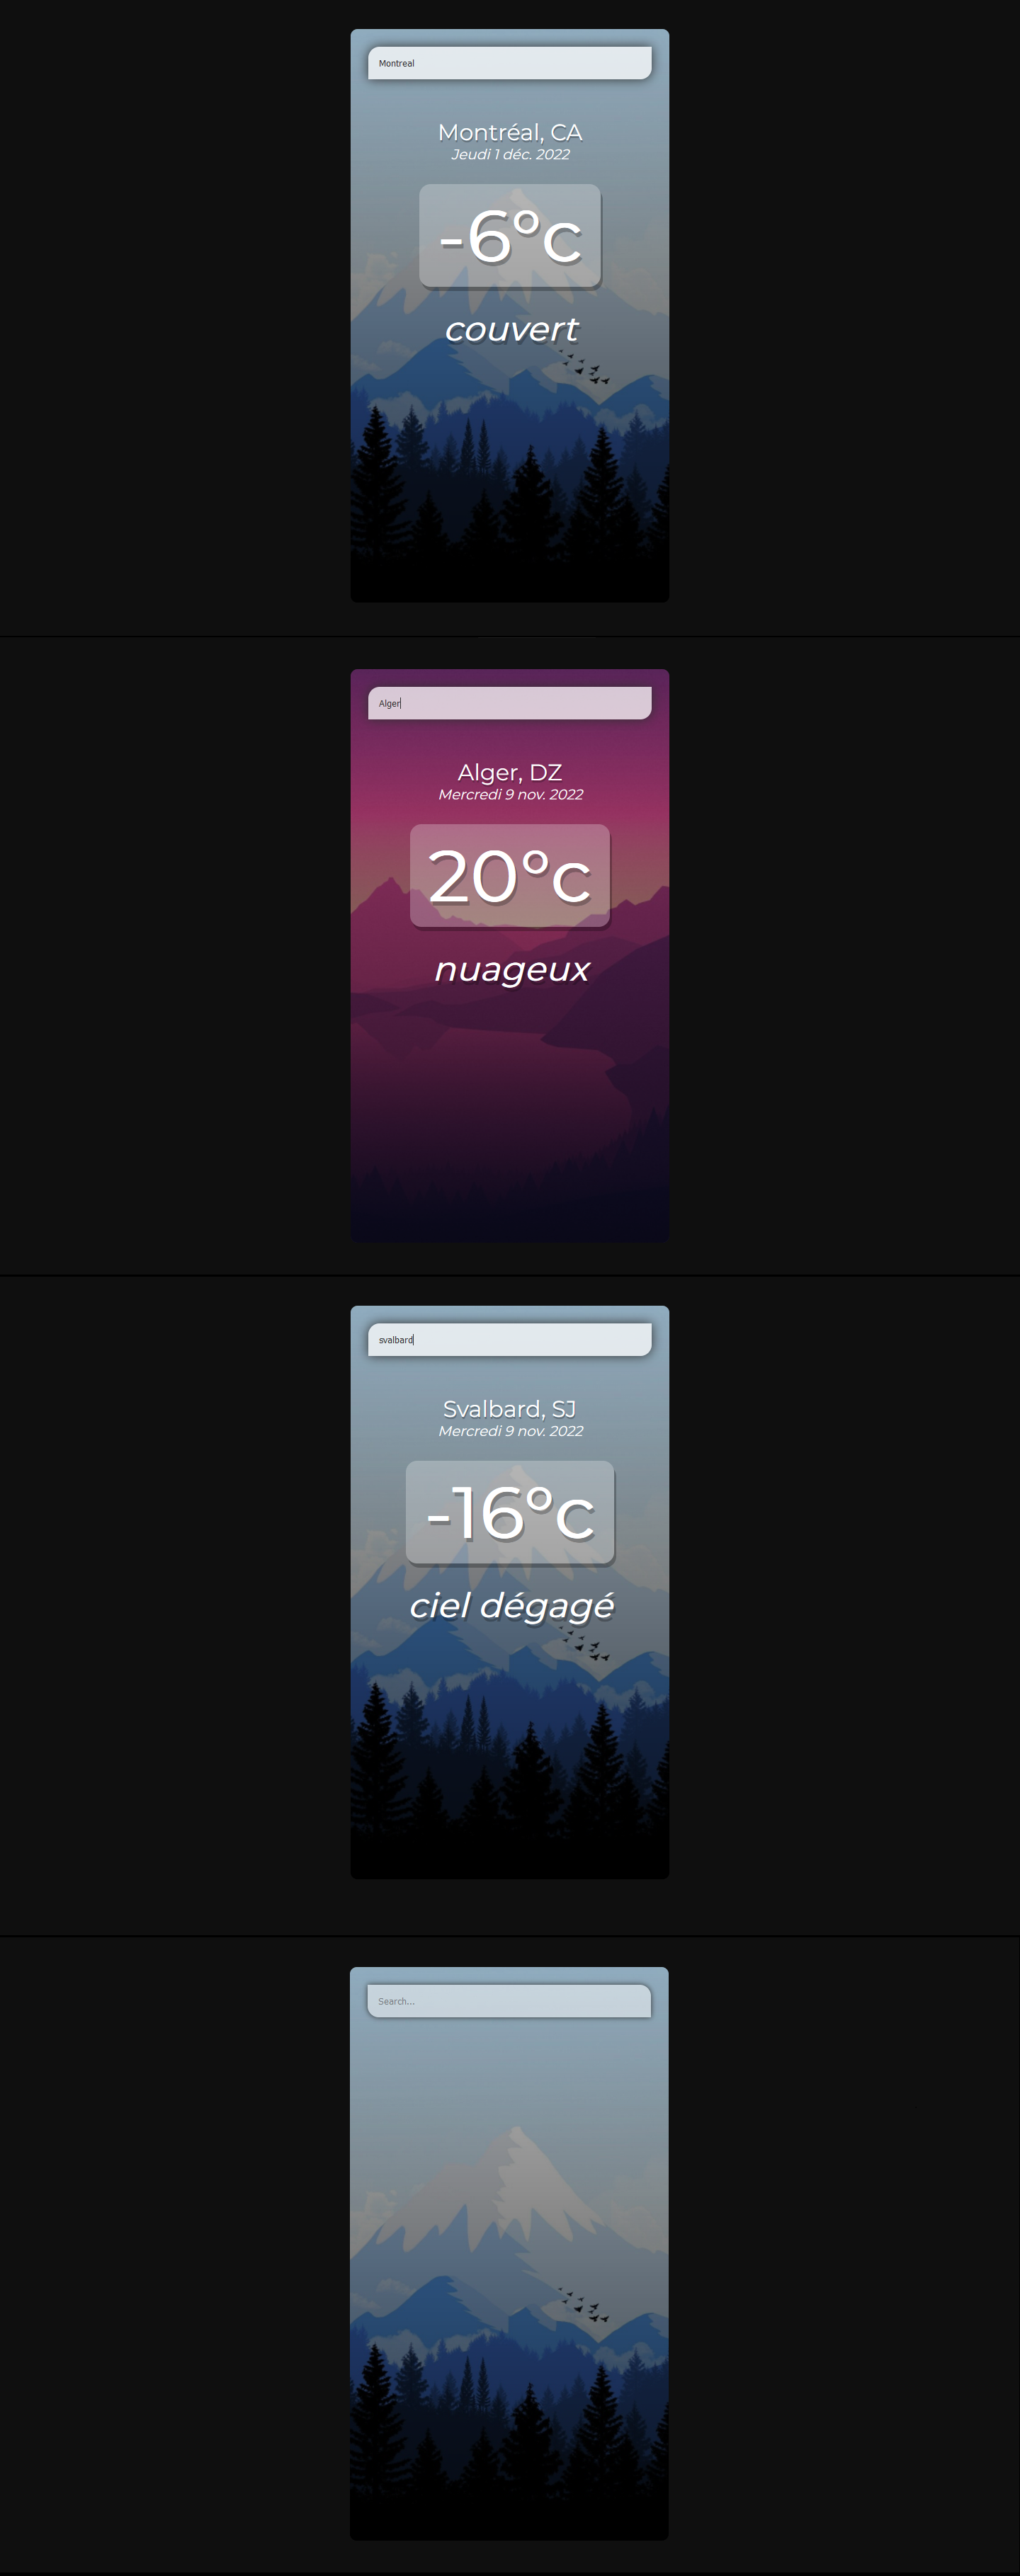 Montreal
Montréal, CA
Jeudi 1 déc. 2022
-6°c
couvert
Alger
Alger, DZ
Mercredi 9 nov. 2022
20°c
nuageux
svalbard
Svalbard, SJ
Mercredi 9 nov. 2022
-16°c
ciel dégagé
Search...